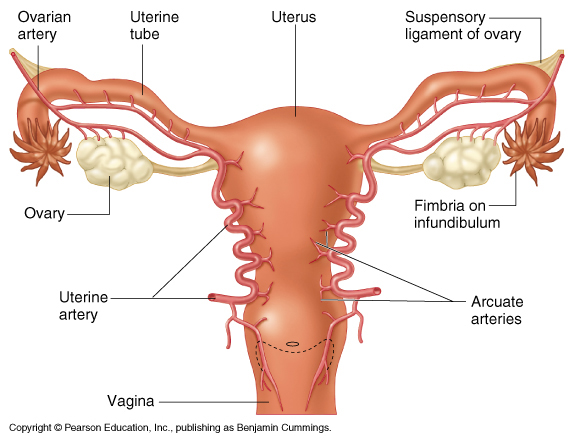 Ovarian
artery
Uterine
tube
Uterus
Suspensory
ligament of ovary
Ovary
Fimbria on
infundibulum
Uterine
artery
Arcuate
arteries
Vagina
Copyright © Pearson Education, Inc., publishing as Benjamin Cummings.